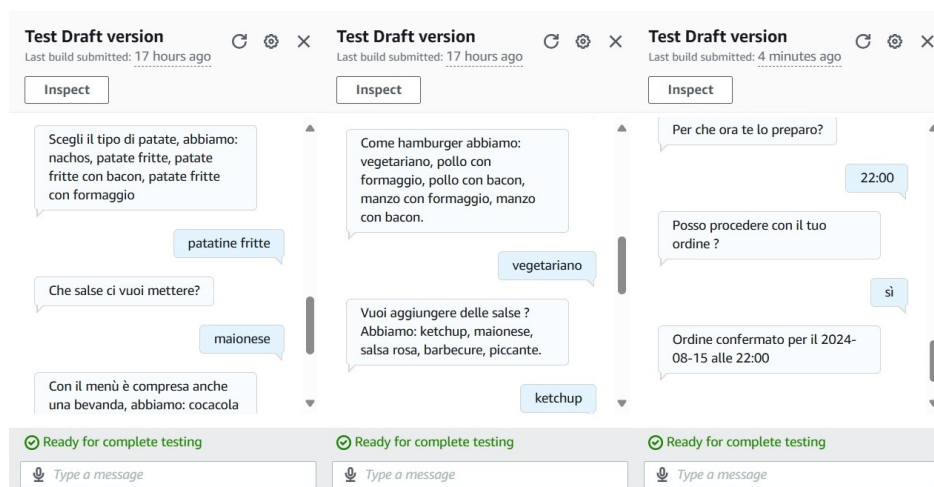 Test Draft version
Last build submitted: 17 hours ago
Inspect
Scegli il tipo di patate, abbiamo:
nachos, patate fritte, patate
fritte con bacon, patate fritte
con formaggio
patatine fritte
Che salse ci vuoi mettere?
maionese
Con il menù è compresa anche
una bevanda, abbiamo: cocacola
Ready for complete testing
Type a message
Test Draft version
Last build submitted: 17 hours ago
Inspect
Come hamburger abbiamo:
vegetariano, pollo con
formaggio, pollo con bacon,
manzo con formaggio, manzo
con bacon.
vegetariano
Vuoi aggiungere delle salse ?
Abbiamo: ketchup, maionese,
salsa rosa, barbecure, piccante.
ketchup
Ready for complete testing
Type a message
Test Draft version
Last build submitted: 4 minutes ago
Inspect
Per che ora te lo preparo?
22:00
Posso procedere con il tuo
ordine ?
sì
Ordine confermato per il 2024-
08-15 alle 22:00
Ready for complete testing
Type a message